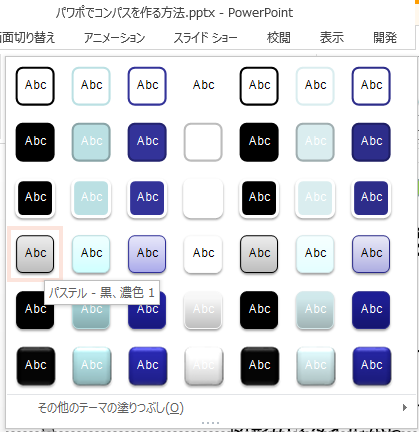 パワポでコンパスを作る方法.pptx - PowerPoint
画面切り替え アニメーション スライド ショー 校閲 表示 開発
Abc Abc Abc Abc Abc Abc Abc
Abc Abc Abc Abc Abc Abc
Abc Abc Abc Abc Abc Abc
Abc Abc Abc Abc Abc Abc Abc
パステル - 黒、濃色 1
Abc Abc Abc Abc Abc Abc Abc
Abc Abc Abc Abc Abc Abc Abc
その他のテーマの塗りつぶし(O)